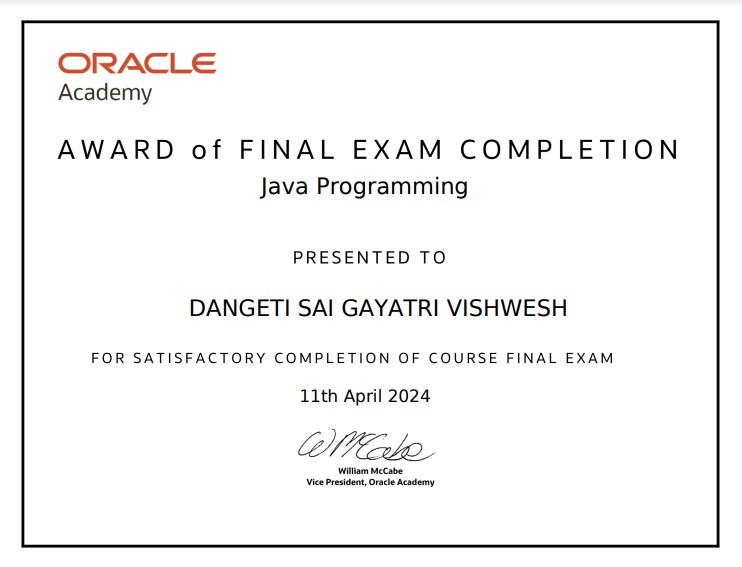 ORACLE
Academy
AWARD of FINAL EXAM COMPLETION
Java Programming
PRESENTED TO
DANGETI SAI GAYATRI VISHWESH
FOR SATISFACTORY COMPLETION OF COURSE FINAL EXAM
11th April 2024
W McCabe
William McCabe
Vice President, Oracle Academy